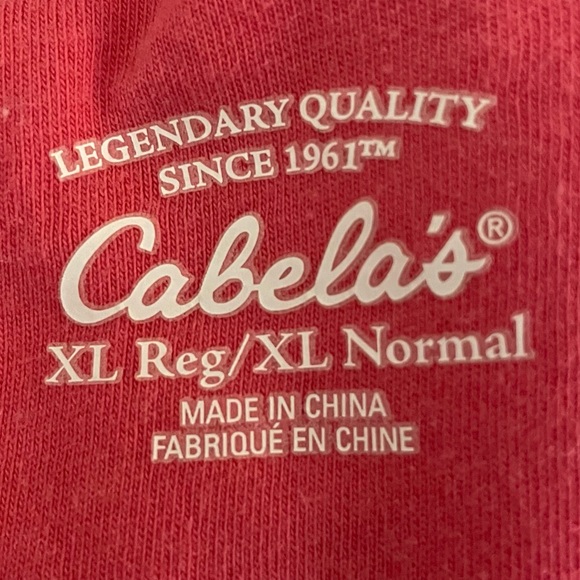 LEGENDARY QUALITY
SINCE 1961™
Cabela's®
XL Reg/XL Normal
MADE IN CHINA
FABRIQUÉ EN CHINE